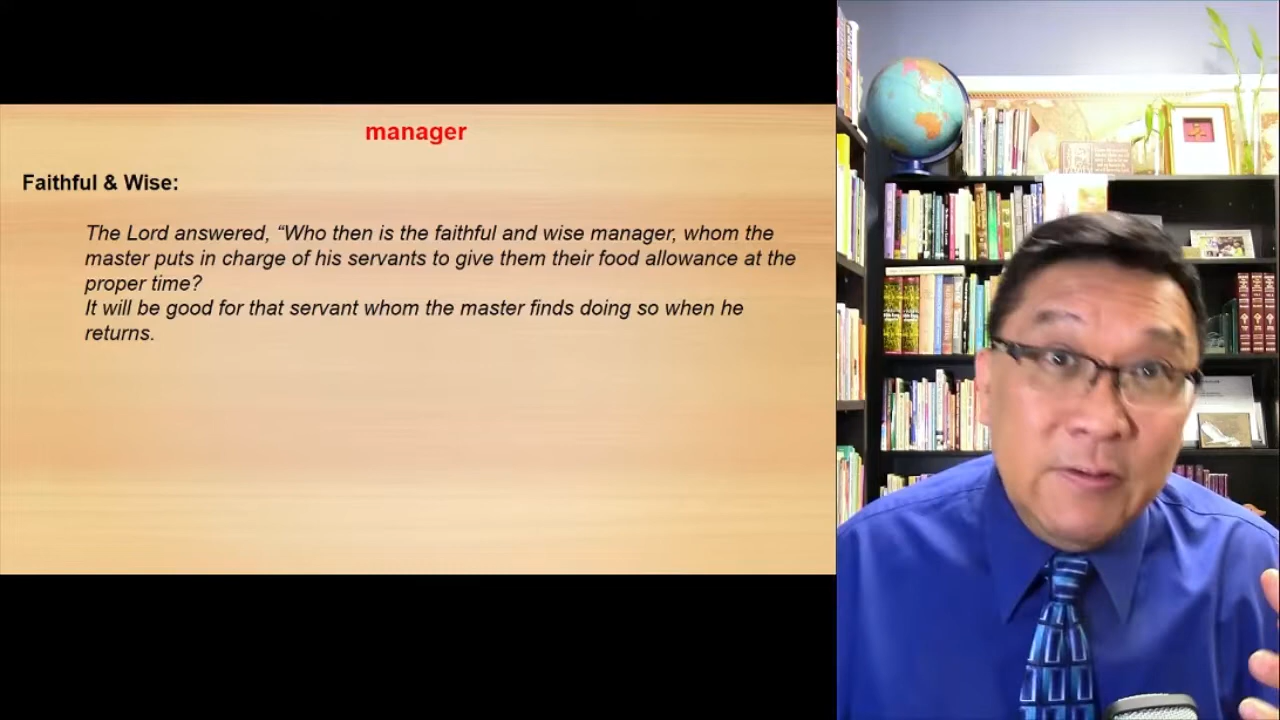 manager
Faithful & Wise:
The Lord answered, “Who then is the faithful and wise manager, whom the
master puts in charge of his servants to give them their food allowance at the
proper time?
It will be good for that servant whom the master finds doing so when he
returns.